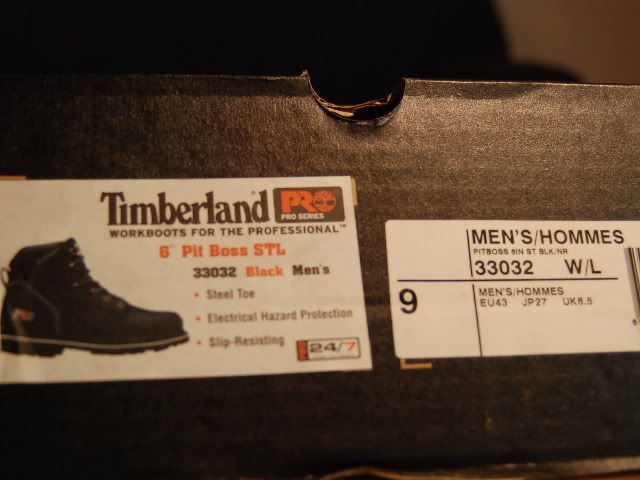 Timberland PRO
PRO SERIES
WORKBOOTS FOR THE PROFESSIONAL™
6" Pit Boss STL
33032 Black Men's
• Steel Toe
• Electrical Hazard Protection
• Slip-Resisting
PRO 24/7
9
MEN'S/HOMMES
PITBOSS 6IN ST BLK/NR
33032 W/L
MEN'S/HOMMES
EU43 JP27 UK8.5